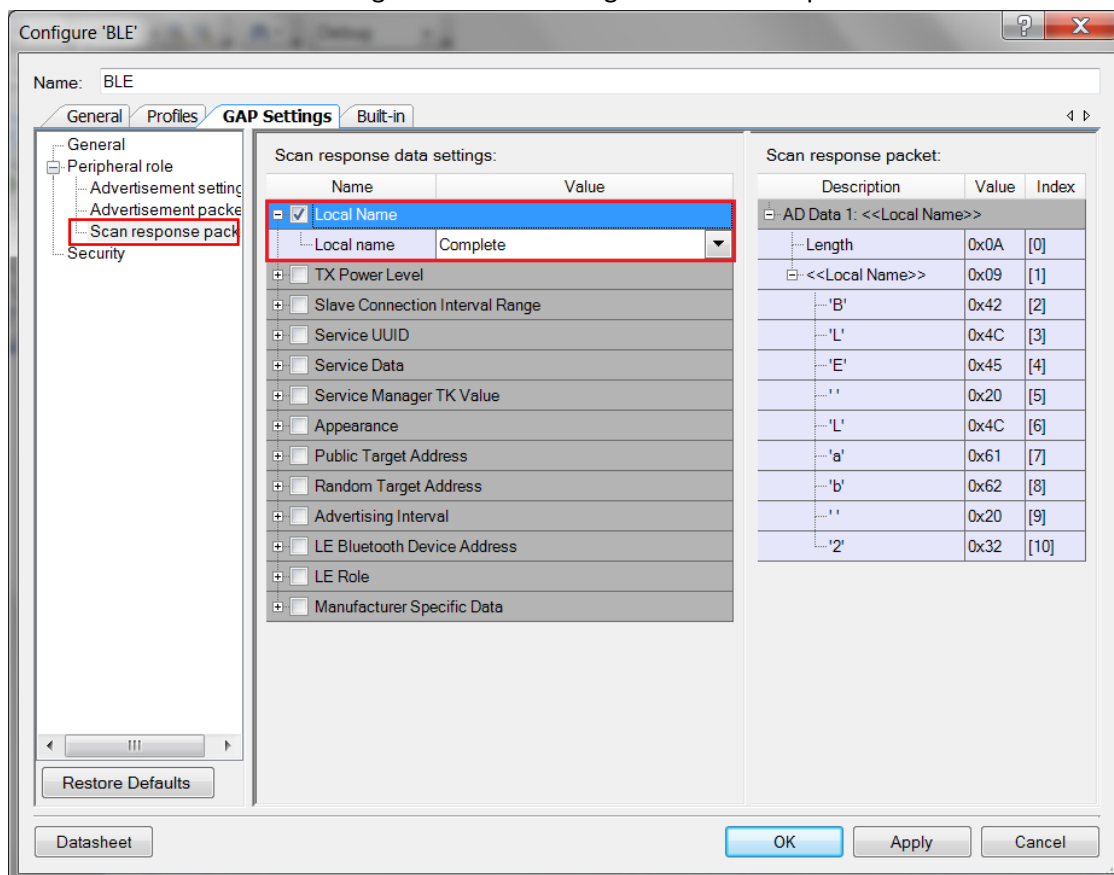 Configure 'BLE'
Name: BLE
General Profiles GAP Settings Built-in
General
Peripheral role
Advertisement setting
Advertisement packe
Scan response pack
Security
Restore Defaults
Scan response data settings:
Name Value
Local Name
Local name Complete
TX Power Level
Slave Connection Interval Range
Service UUID
Service Data
Service Manager TK Value
Appearance
Public Target Address
Random Target Address
Advertising Interval
LE Bluetooth Device Address
LE Role
Manufacturer Specific Data
Scan response packet:
Description Value Index
AD Data 1: <<Local Name>>
Length 0x0A [0]
<<Local Name>> 0x09 [1]
'B' 0x42 [2]
'L' 0x4C [3]
'E' 0x45 [4]
' ' 0x20 [5]
'L' 0x4C [6]
'a' 0x61 [7]
'b' 0x62 [8]
' ' 0x20 [9]
'2' 0x32 [10]
Datasheet OK Apply Cancel